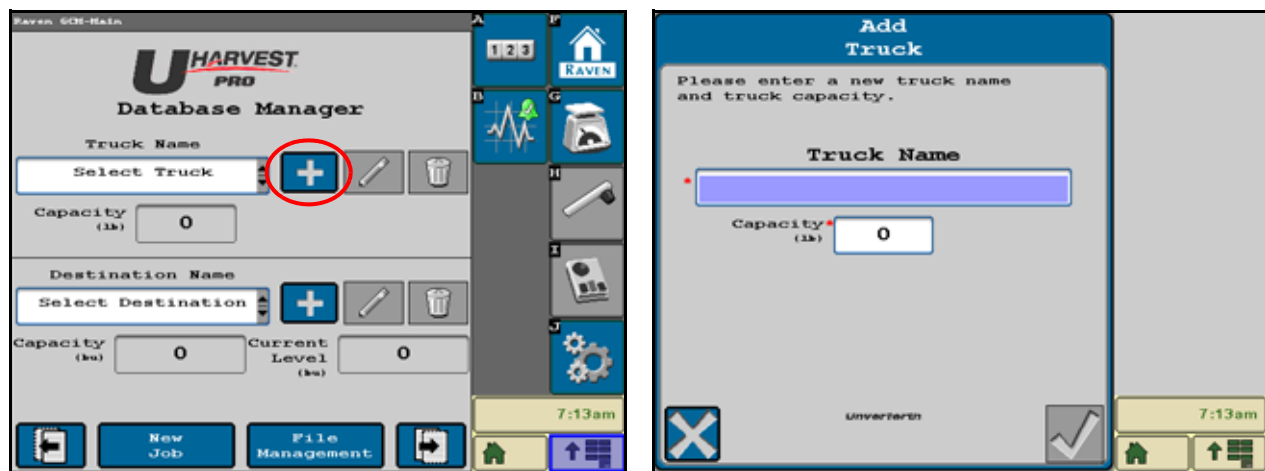 Raven GCM-Main
UHARVEST
PRO
Database Manager
Truck Name
Select Truck
Capacity
(lb)
0
Destination Name
Select Destination
Capacity
(bu)
0
Current
Level
(bu)
0
New
Job
File
Management
A
1 2 3
F
RAVEN
B
G
H
I
J
7:13am
Add
Truck
Please enter a new truck name
and truck capacity.
Truck Name
*
Capacity*
(lb)
0
Unverferth
7:13am